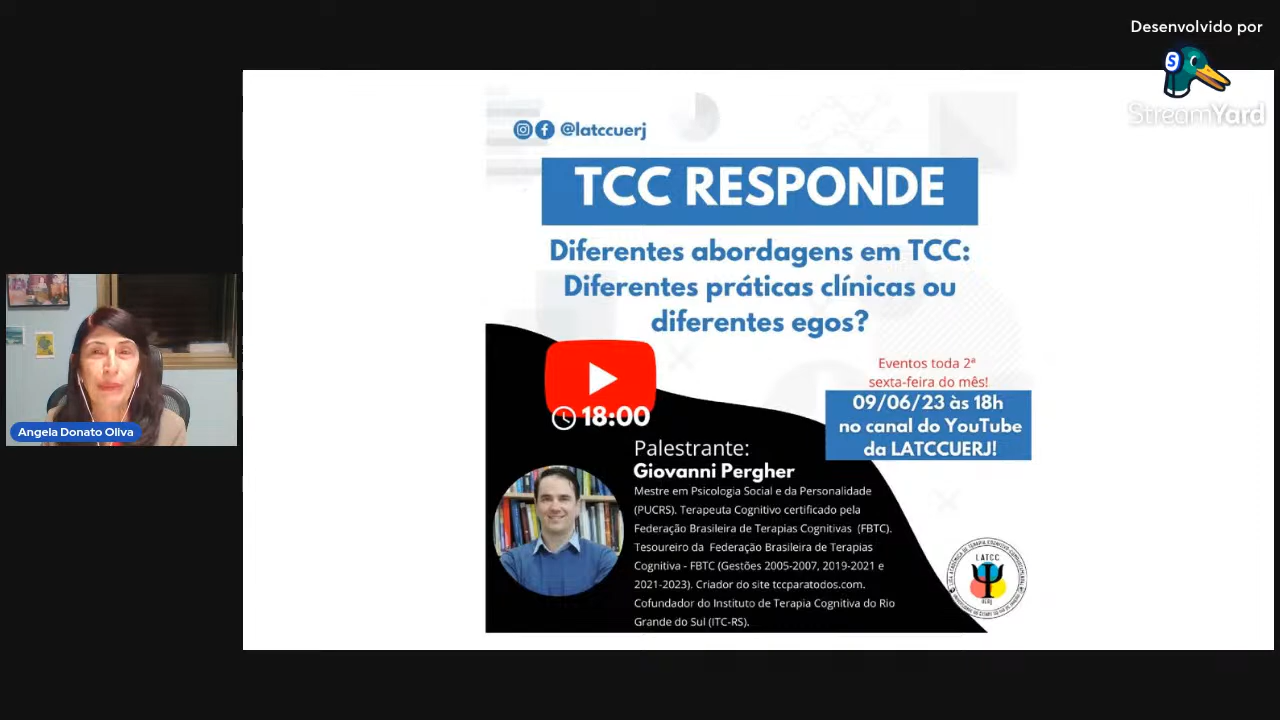 Desenvolvido por
S
StreamYard
@latccuerj
TCC RESPONDE
Diferentes abordagens em TCC:
Diferentes práticas clínicas ou
diferentes egos?
Eventos toda 2ª
sexta-feira do mês!
09/06/23 às 18h
no canal do YouTube
da LATCCUERJ!
18:00
Palestrante:
Giovanni Pergher
Mestre em Psicologia Social e da Personalidade
(PUCRS). Terapeuta Cognitivo certificado pela
Federação Brasileira de Terapias Cognitivas (FBTC).
Tesoureiro da Federação Brasileira de Terapias
Cognitiva - FBTC (Gestões 2005-2007, 2019-2021 e
2021-2023). Criador do site tccparatodos.com.
Cofundador do Instituto de Terapia Cognitiva do Rio
Grande do Sul (ITC-RS).
LATCC
UERJ
Angela Donato Oliva